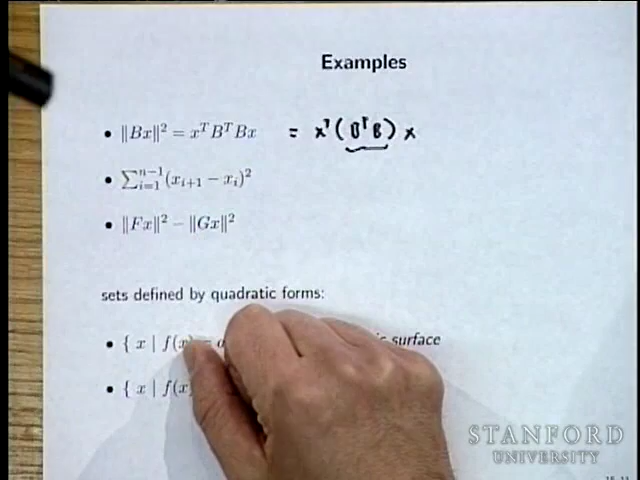 Examples
• ‖Bx‖² = xᵀBᵀBx = xᵀ(BᵀB)x
• ∑ᵢ₌₁ⁿ⁻¹(xᵢ₊₁ − xᵢ)²
• ‖Fx‖² − ‖Gx‖²
sets defined by quadratic forms:
• { x | f(x) = surface
• { x | f(x)
STANFORD
UNIVERSITY